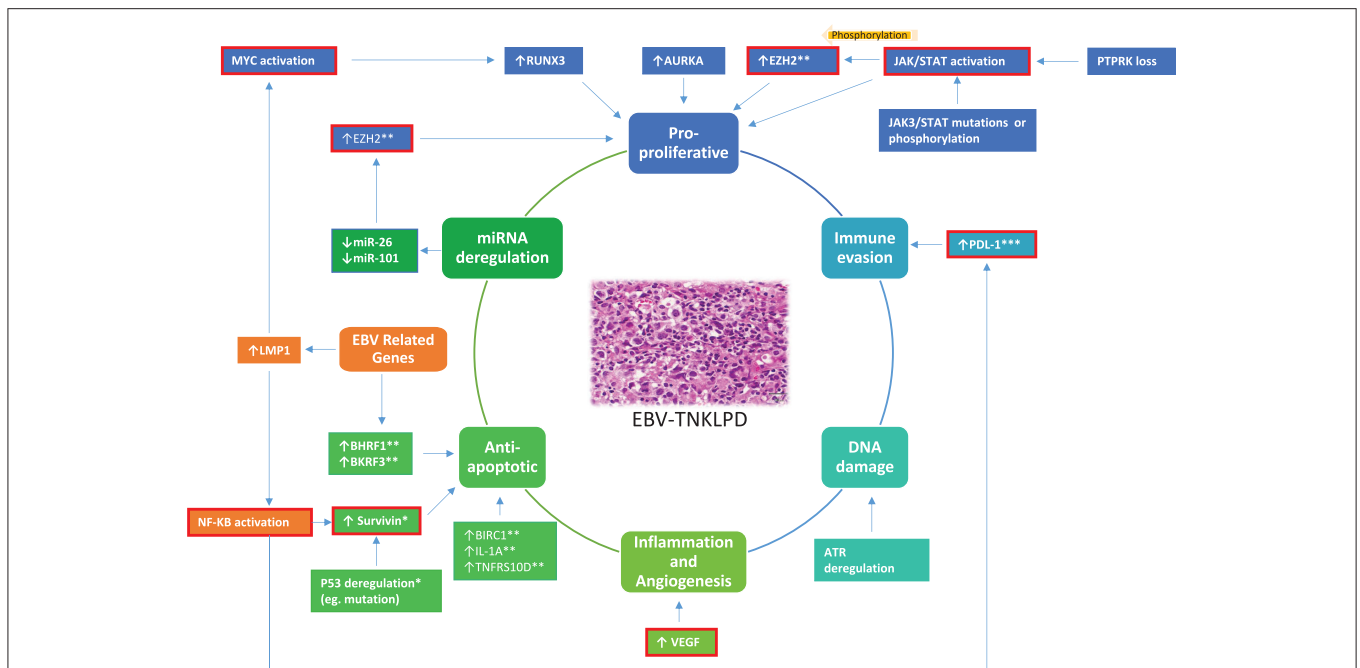 Phosphorylation
MYC activation
↑RUNX3
↑AURKA
↑EZH2**
JAK/STAT activation
PTPRK loss
JAK3/STAT mutations or
phosphorylation
Pro-
proliferative
↑EZH2**
miRNA
deregulation
↓miR-26
↓miR-101
Immune
evasion
↑PDL-1***
↑LMP1
EBV Related
Genes
EBV-TNKLPD
↑BHRF1**
↑BKRF3**
Anti-
apoptotic
DNA
damage
NF-KB activation
↑ Survivin*
↑BIRC1**
↑IL-1A**
↑TNFRS10D**
Inflammation
and
Angiogenesis
ATR
deregulation
P53 deregulation*
(eg. mutation)
↑ VEGF